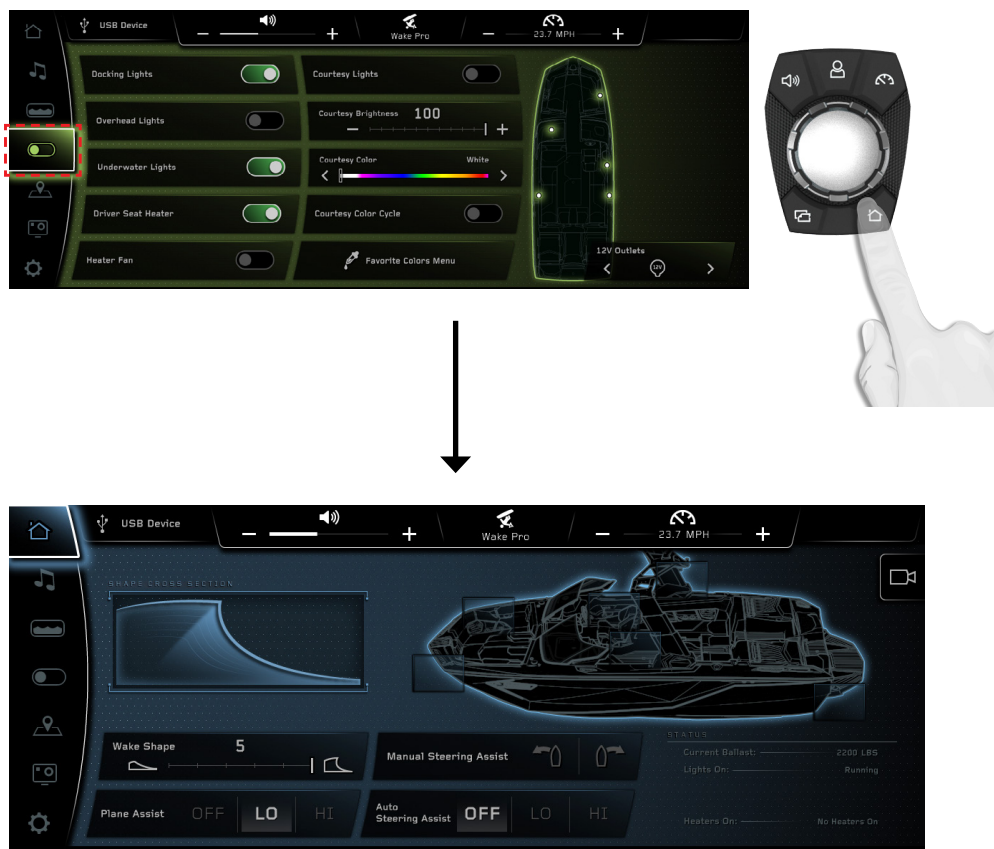 USB Device
Wake Pro
23.7 MPH
Docking Lights
Courtesy Lights
Overhead Lights
Courtesy Brightness 100
Underwater Lights
Courtesy Color White
Driver Seat Heater
Courtesy Color Cycle
Heater Fan
Favorite Colors Menu
12V Outlets
12V
USB Device
Wake Pro
23.7 MPH
SHAPE CROSS SECTION
Wake Shape 5
Manual Steering Assist
STATUS
Current Ballast: 2200 LBS
Lights On: Running
Plane Assist OFF LO HI
Auto
Steering Assist OFF LO HI
Heaters On: No Heaters On